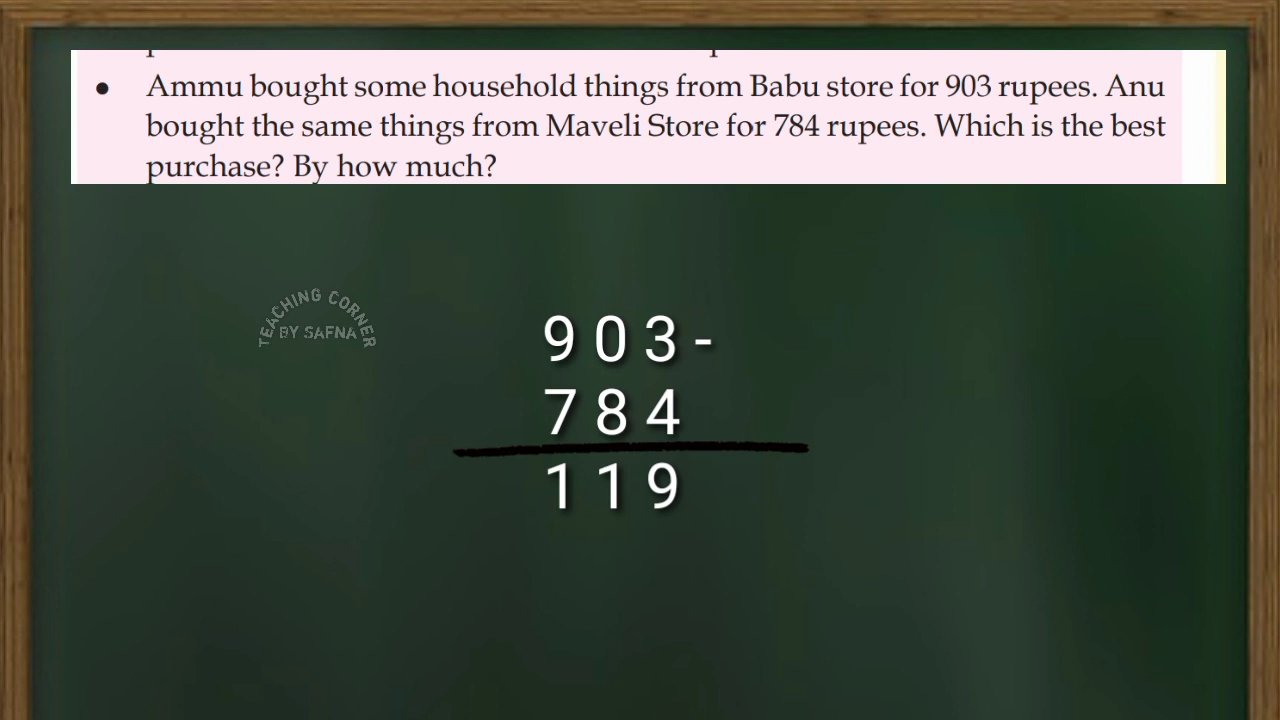 ● Ammu bought some household things from Babu store for 903 rupees. Anu
bought the same things from Maveli Store for 784 rupees. Which is the best
purchase? By how much?
TEACHING CORNER
BY SAFNA
9 0 3 -
7 8 4
1 1 9